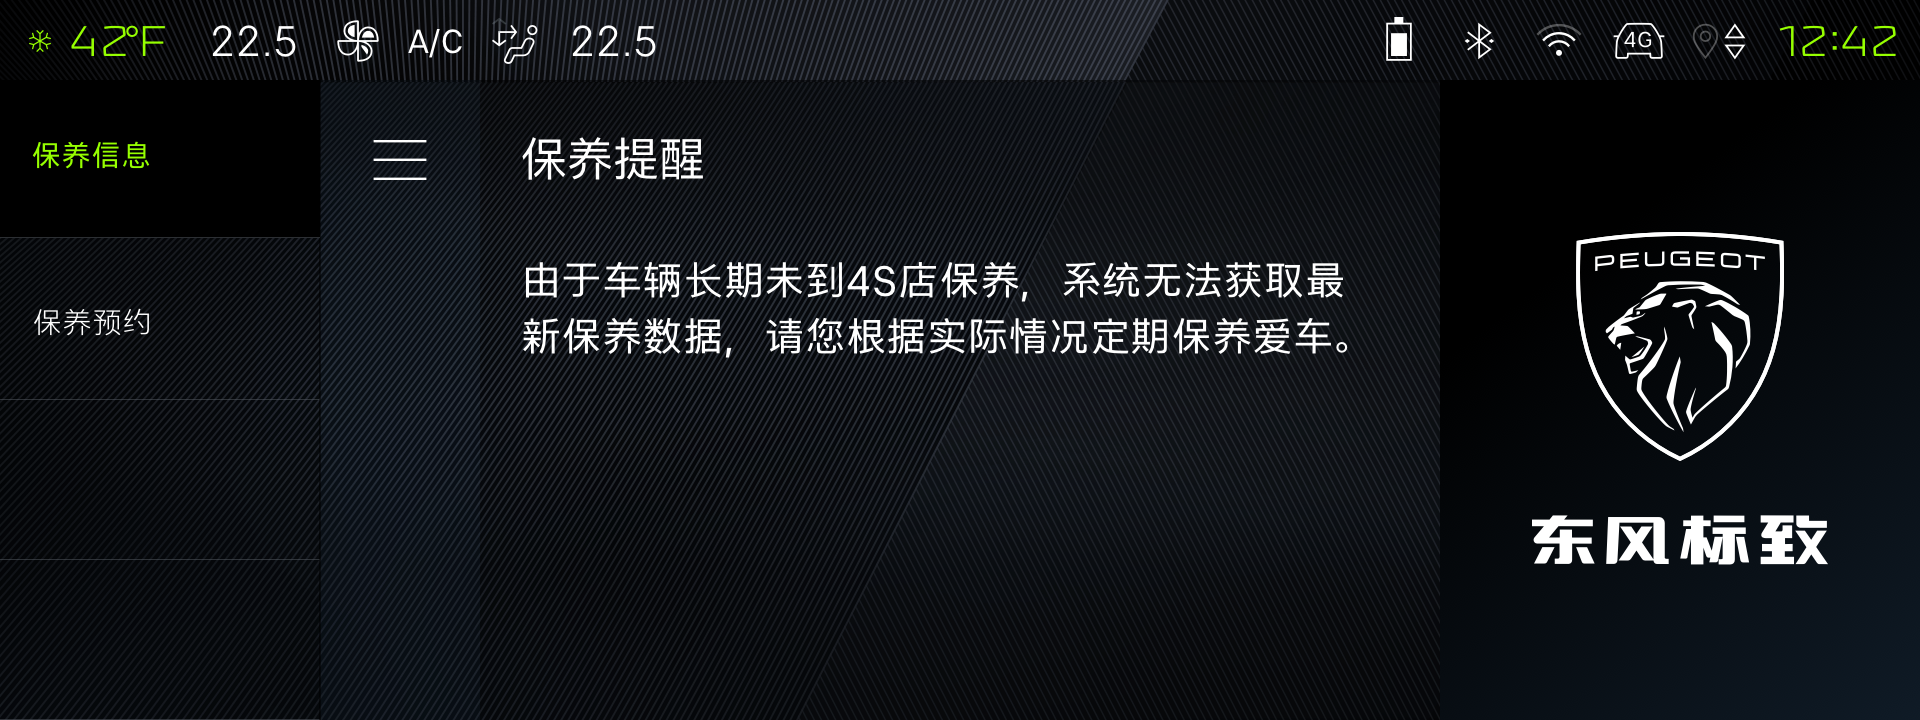 42°F 22.5 A/C 22.5 4G 12:42
保养信息
保养预约
保养提醒
由于车辆长期未到4S店保养，系统无法获取最
新保养数据，请您根据实际情况定期保养爱车。
PEUGEOT
东风标致